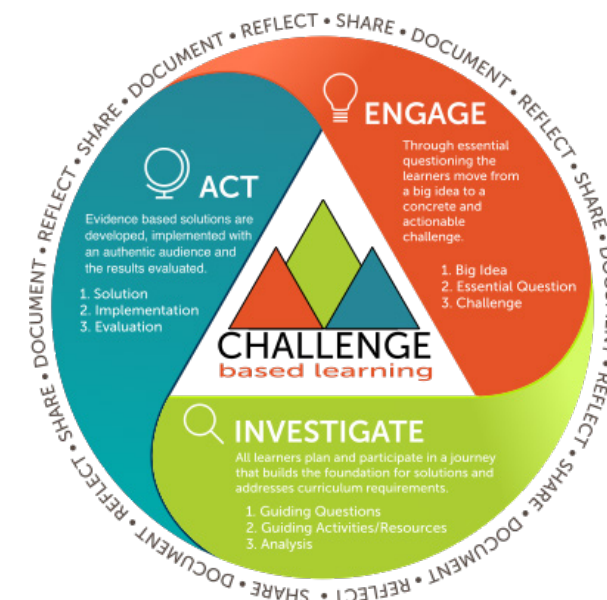 DOCUMENT • REFLECT • SHARE • DOCUMENT • REFLECT • SHARE • DOCUMENT • REFLECT • SHARE • DOCUMENT • REFLECT • SHARE • DOCUMENT • REFLECT • SHARE •
ENGAGE
Through essential
questioning the
learners move from
a big idea to a
concrete and
actionable
challenge.
1. Big Idea
2. Essential Question
3. Challenge
ACT
Evidence based solutions are
developed, implemented with
an authentic audience and
the results evaluated.
1. Solution
2. Implementation
3. Evaluation
CHALLENGE
based learning
INVESTIGATE
All learners plan and participate in a journey
that builds the foundation for solutions and
addresses curriculum requirements.
1. Guiding Questions
2. Guiding Activities/Resources
3. Analysis